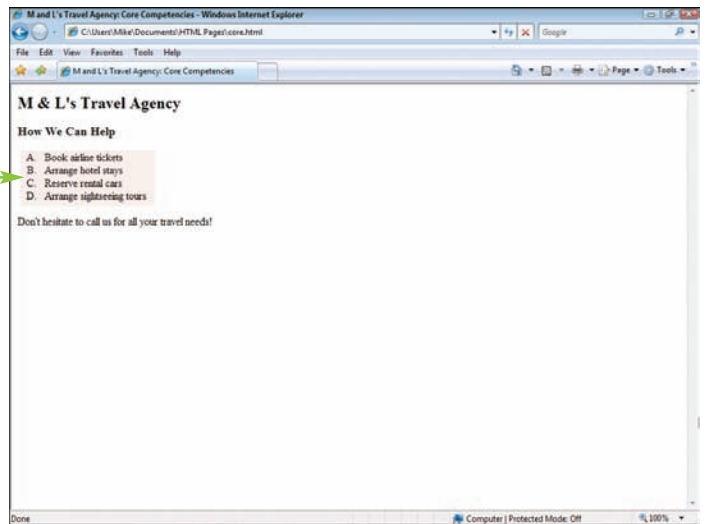 M and L's Travel Agency: Core Competencies - Windows Internet Explorer
C:\Users\Mike\Documents\HTML Pages\core.html
Google
File Edit View Favorites Tools Help
M and L's Travel Agency: Core Competencies
Page Tools
M & L's Travel Agency
How We Can Help
A. Book airline tickets
B. Arrange hotel stays
C. Reserve rental cars
D. Arrange sightseeing tours
Don't hesitate to call us for all your travel needs!
Done
Computer | Protected Mode: Off
100%